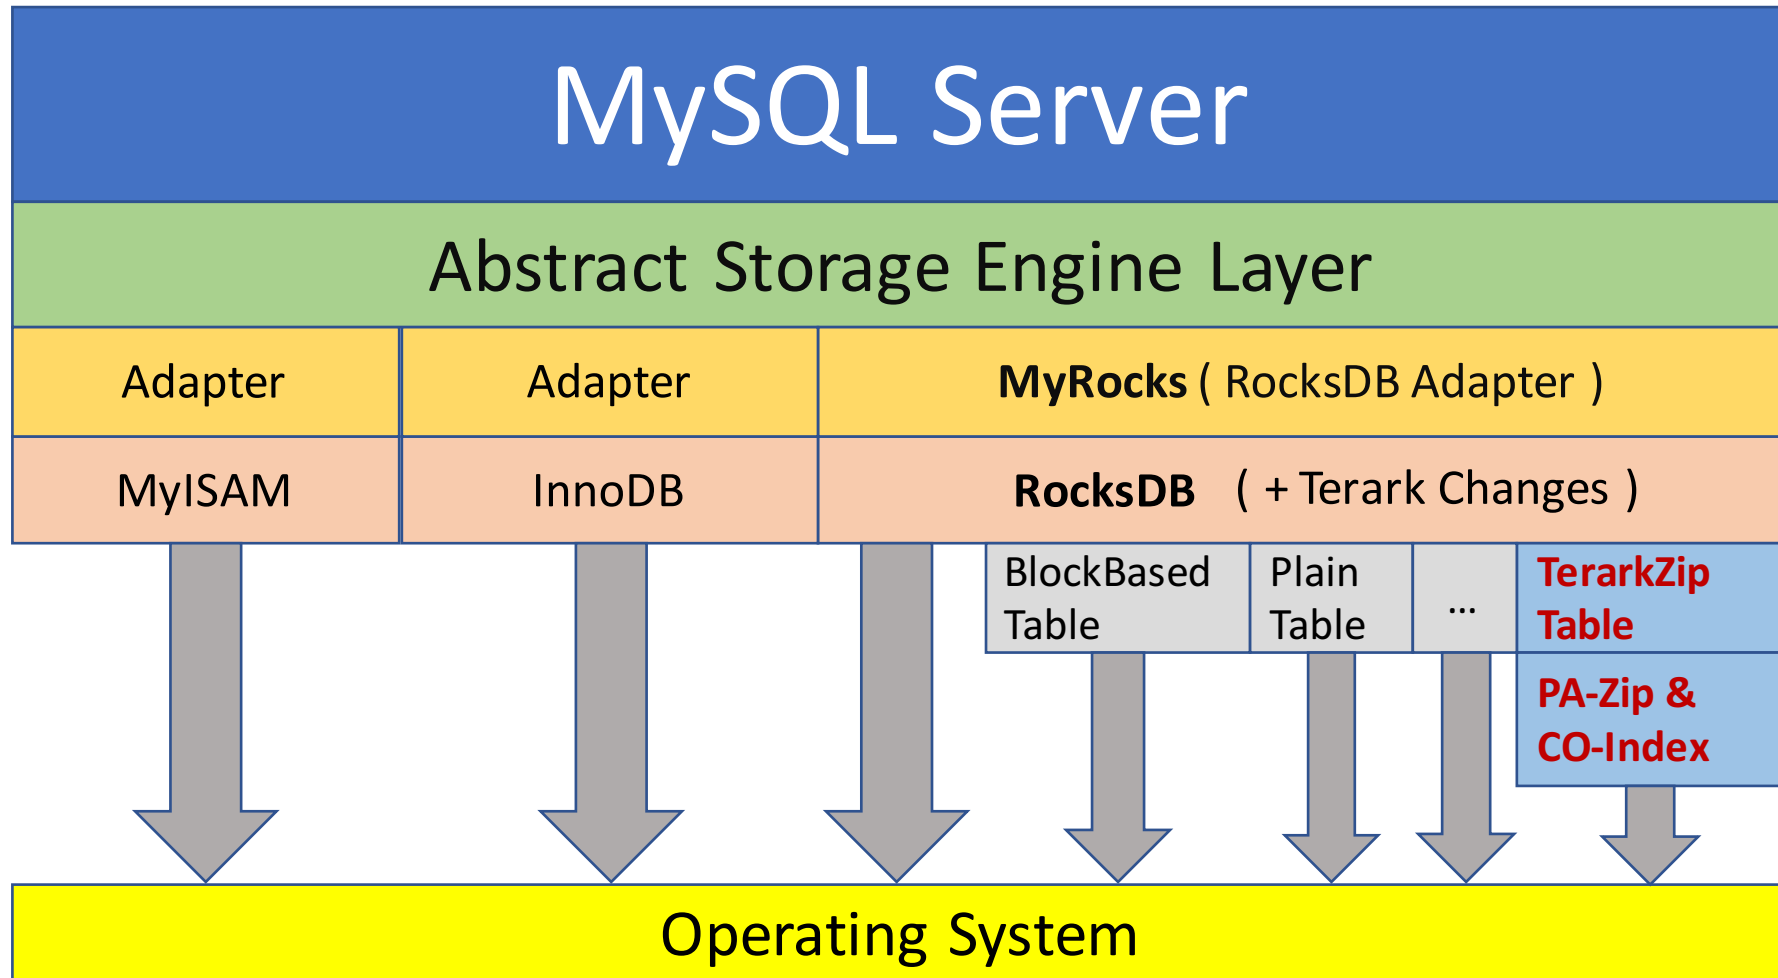 MySQL Server
Abstract Storage Engine Layer
Adapter
Adapter
MyRocks ( RocksDB Adapter )
MyISAM
InnoDB
RocksDB ( + Terark Changes )
BlockBased
Table
Plain
Table
...
TerarkZip
Table
PA-Zip &
CO-Index
Operating System